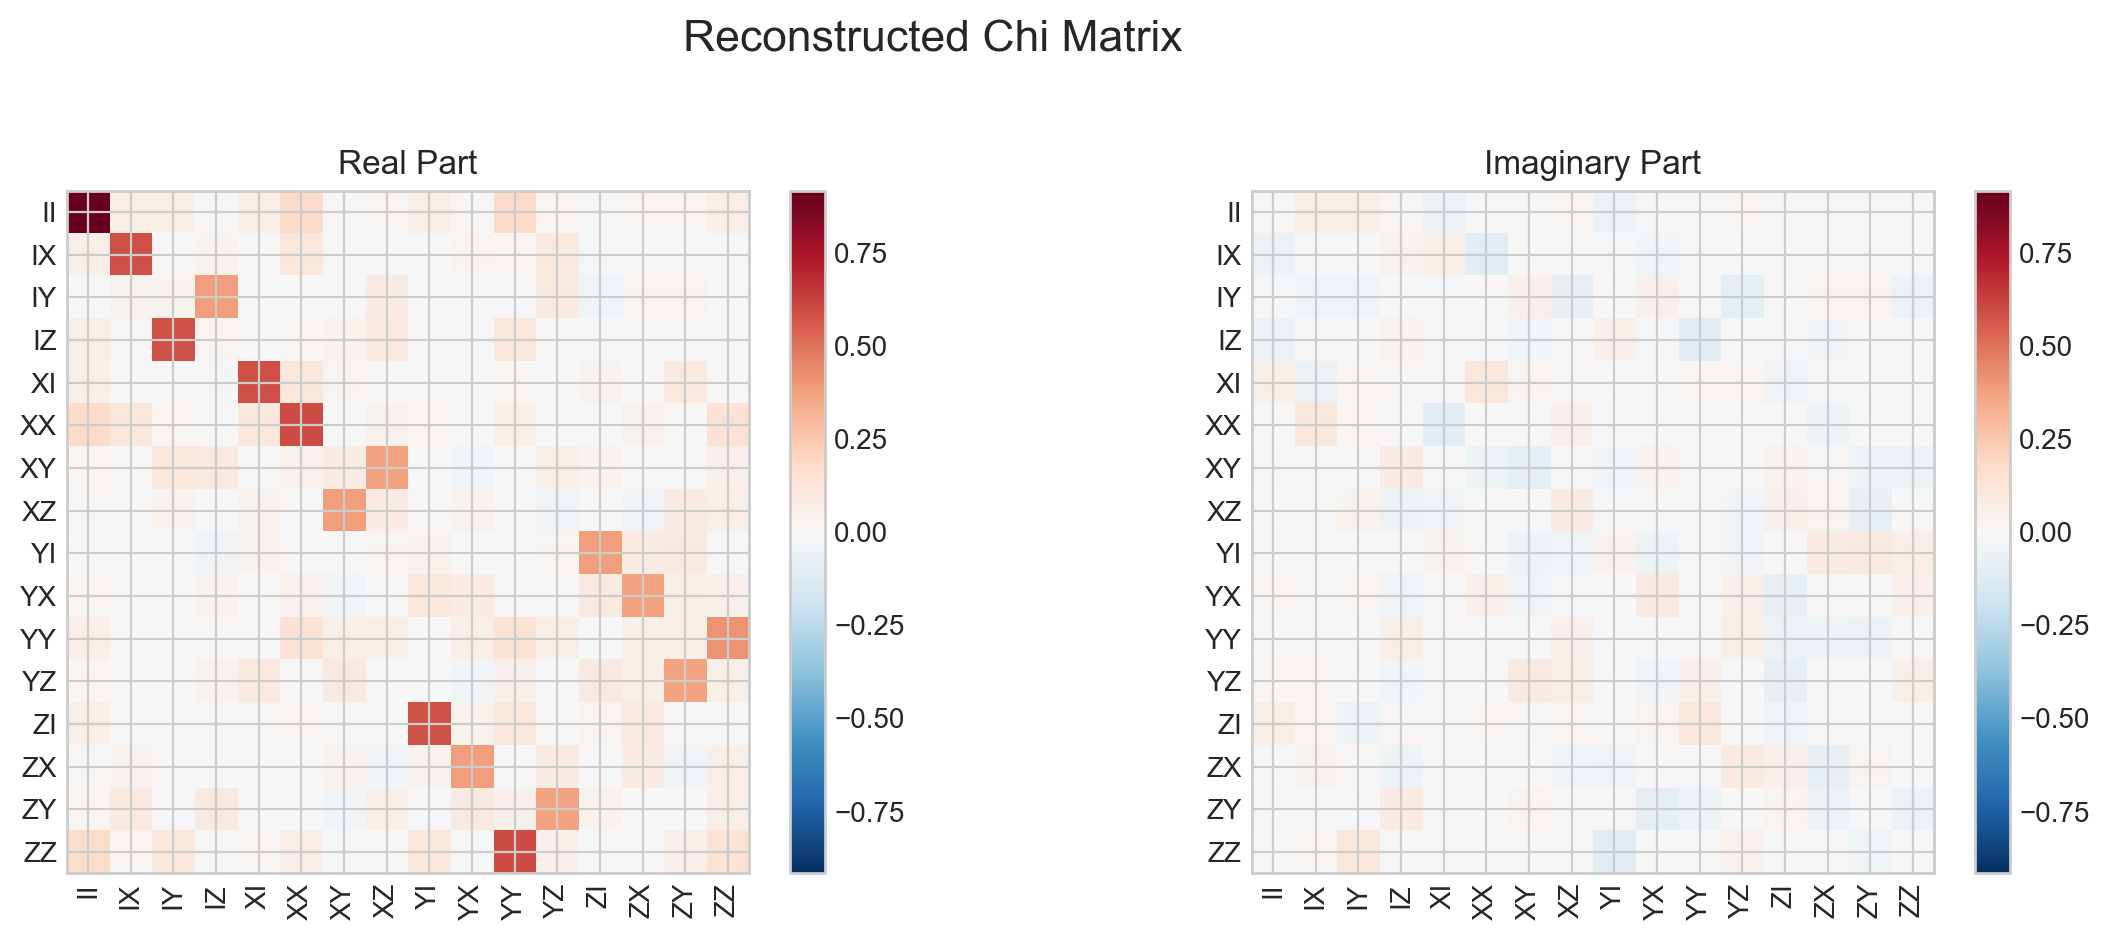 Reconstructed Chi Matrix
Real Part
II
IX
IY
IZ
XI
XX
XY
XZ
YI
YX
YY
YZ
ZI
ZX
ZY
ZZ
II IX IY IZ XI XX XY XZ YI YX YY YZ ZI ZX ZY ZZ
0.75
0.50
0.25
0.00
−0.25
−0.50
−0.75
Imaginary Part
II
IX
IY
IZ
XI
XX
XY
XZ
YI
YX
YY
YZ
ZI
ZX
ZY
ZZ
II IX IY IZ XI XX XY XZ YI YX YY YZ ZI ZX ZY ZZ
0.75
0.50
0.25
0.00
−0.25
−0.50
−0.75